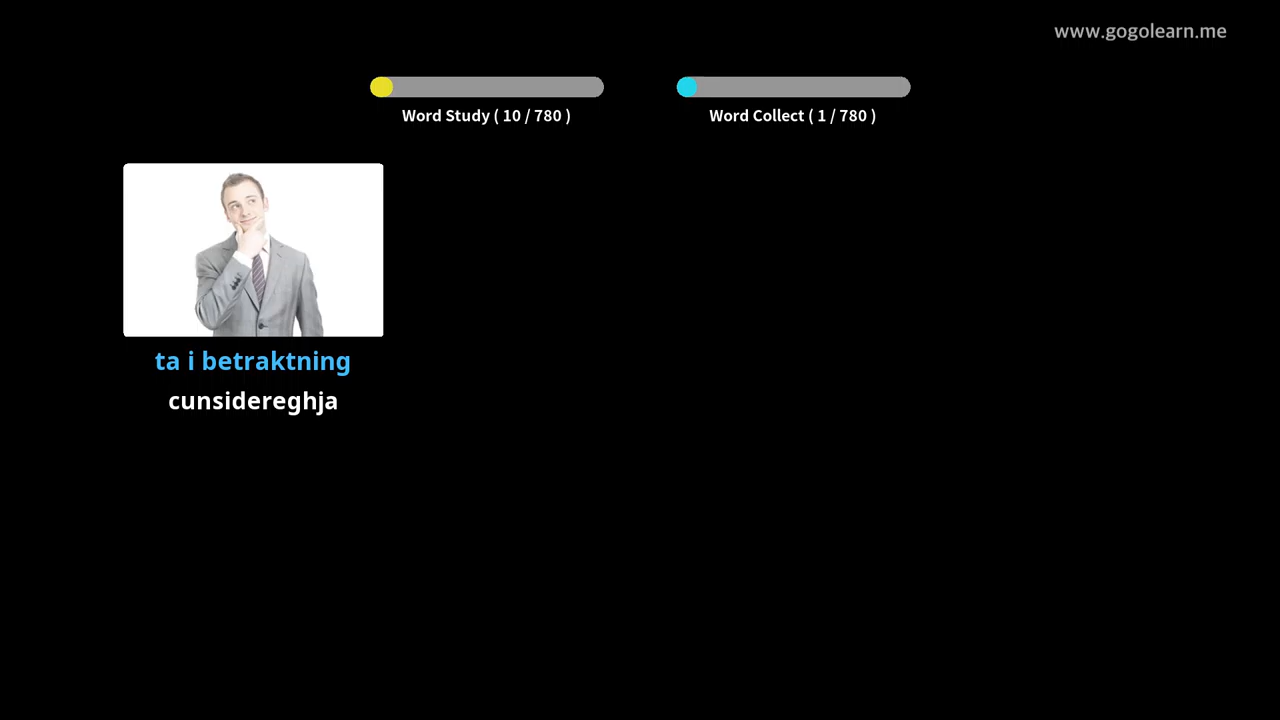 www.gogolearn.me
Word Study ( 10 / 780 )
Word Collect ( 1 / 780 )
ta i betraktning
cunsidereghja